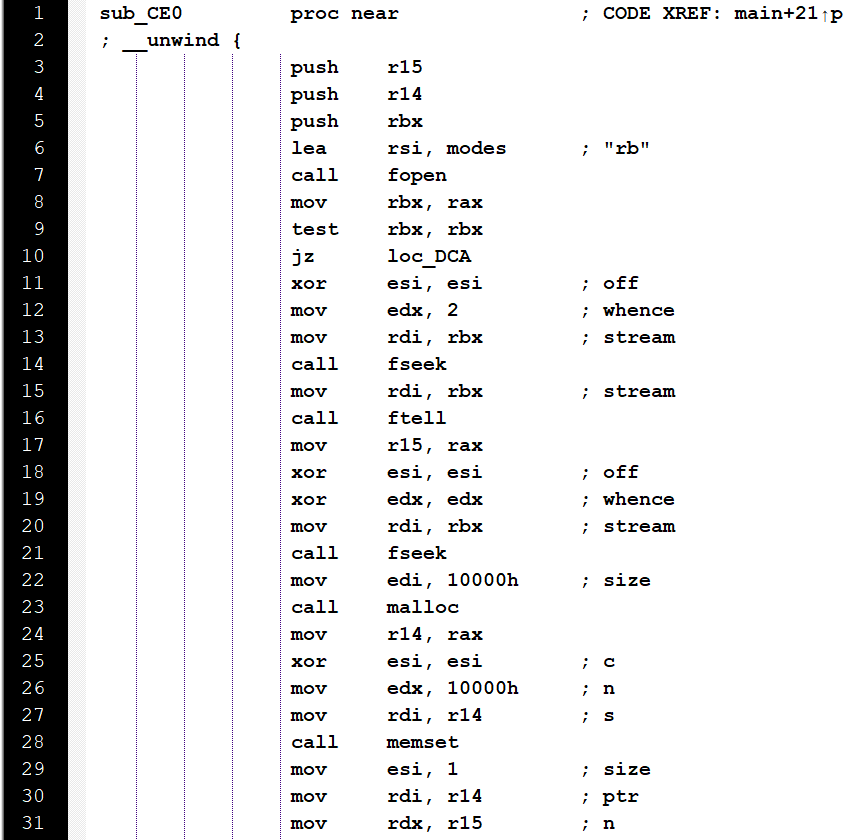 1 sub_CE0 proc near ; CODE XREF: main+21↑p
2 ; __unwind {
3 push r15
4 push r14
5 push rbx
6 lea rsi, modes ; "rb"
7 call fopen
8 mov rbx, rax
9 test rbx, rbx
10 jz loc_DCA
11 xor esi, esi ; off
12 mov edx, 2 ; whence
13 mov rdi, rbx ; stream
14 call fseek
15 mov rdi, rbx ; stream
16 call ftell
17 mov r15, rax
18 xor esi, esi ; off
19 xor edx, edx ; whence
20 mov rdi, rbx ; stream
21 call fseek
22 mov edi, 10000h ; size
23 call malloc
24 mov r14, rax
25 xor esi, esi ; c
26 mov edx, 10000h ; n
27 mov rdi, r14 ; s
28 call memset
29 mov esi, 1 ; size
30 mov rdi, r14 ; ptr
31 mov rdx, r15 ; n